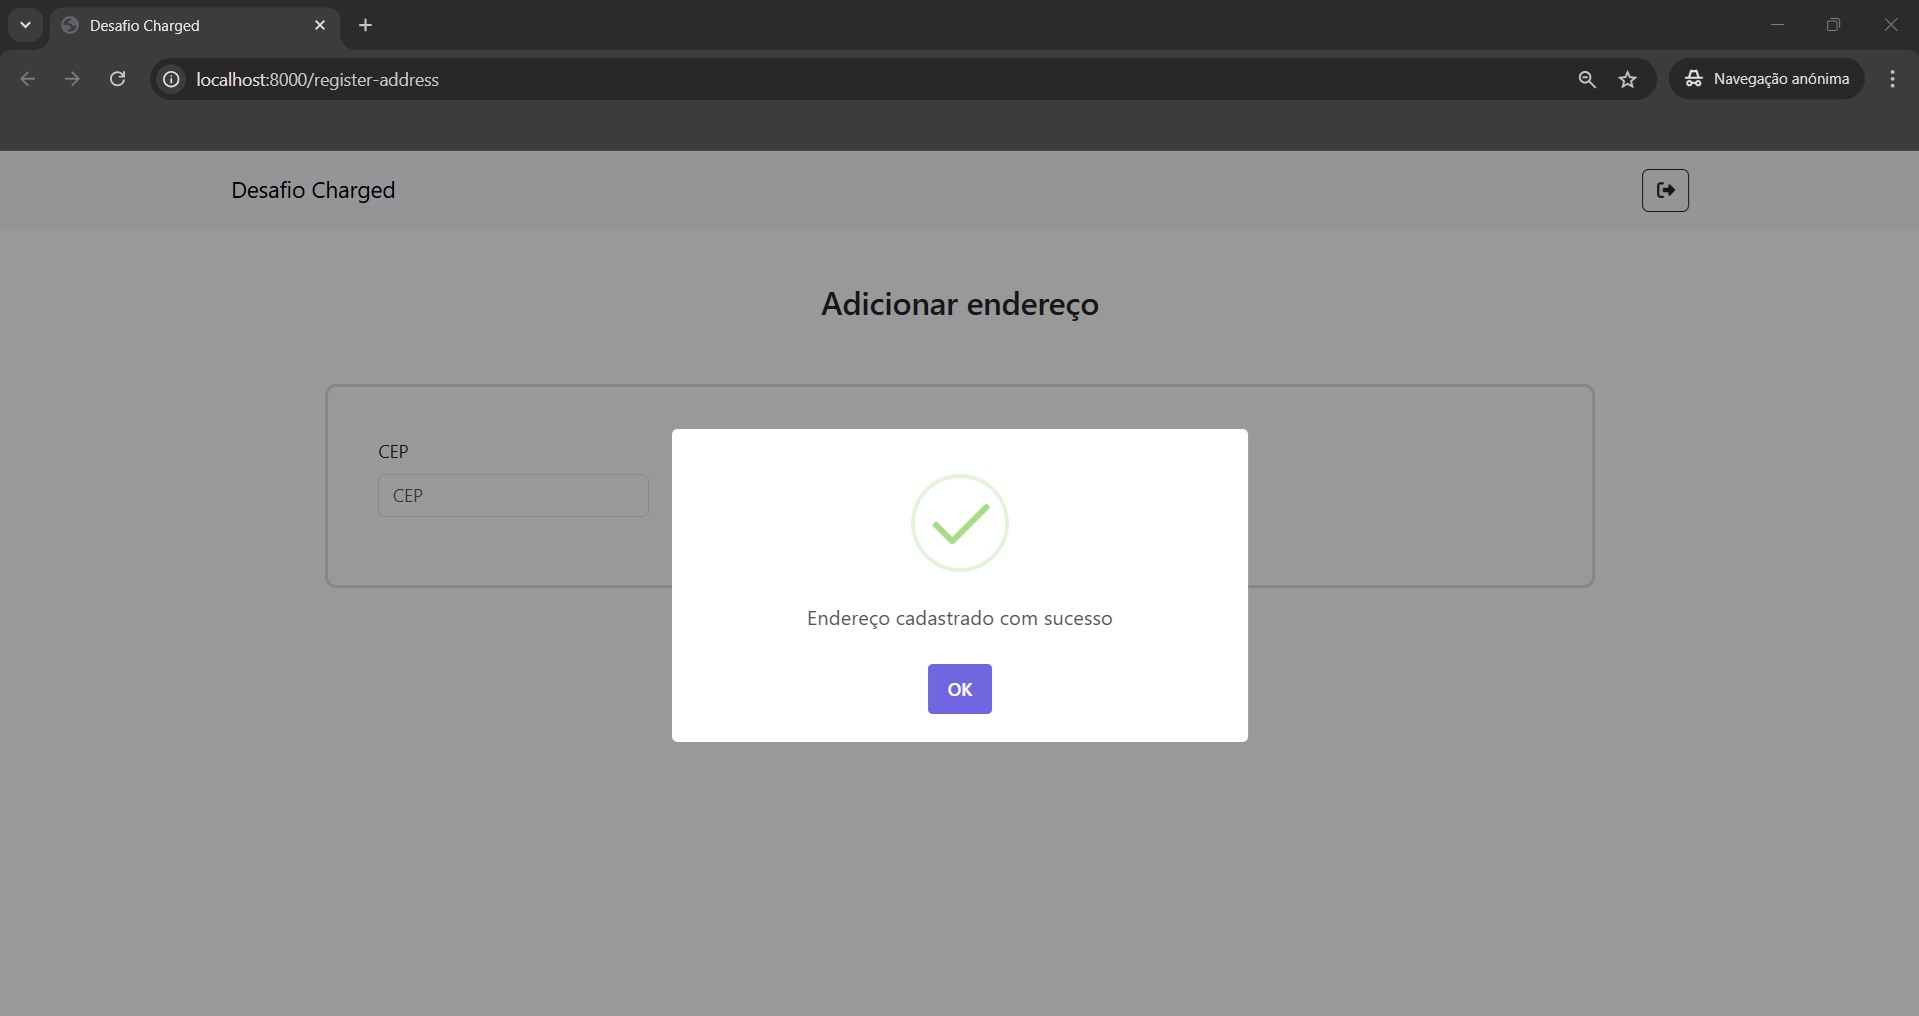 Desafio Charged
localhost:8000/register-address
Navegação anónima
Desafio Charged
Adicionar endereço
CEP
CEP
Endereço cadastrado com sucesso
OK